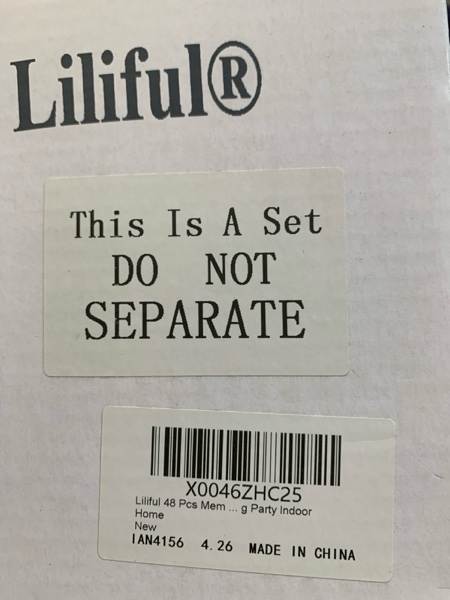 Liliful®
This Is A Set
DO NOT
SEPARATE
X0046ZHC25
Liliful 48 Pcs Mem ... g Party Indoor
Home
New
IAN4156 4.26 MADE IN CHINA